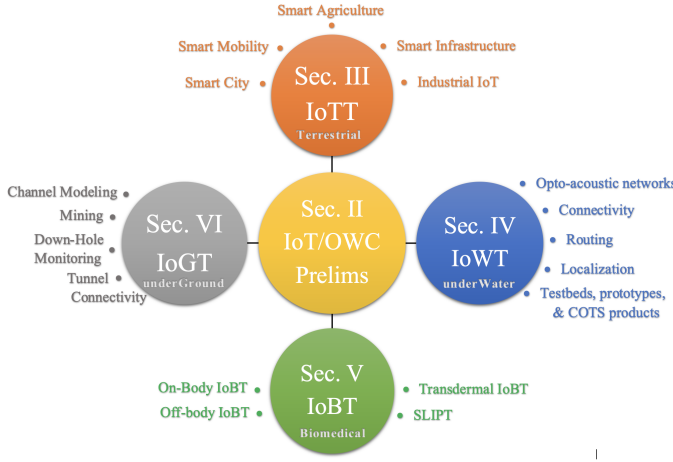 Smart Agriculture
Smart Mobility
Smart Infrastructure
Smart City
Industrial IoT
Sec. III
IoTT
Terrestrial
Channel Modeling
Mining
Down-Hole
Monitoring
Tunnel
Connectivity
Sec. VI
IoGT
underGround
Sec. II
IoT/OWC
Prelims
Sec. IV
IoWT
underWater
Opto-acoustic networks
Connectivity
Routing
Localization
Testbeds, prototypes,
& COTS products
Sec. V
IoBT
Biomedical
On-Body IoBT
Off-body IoBT
Transdermal IoBT
SLIPT